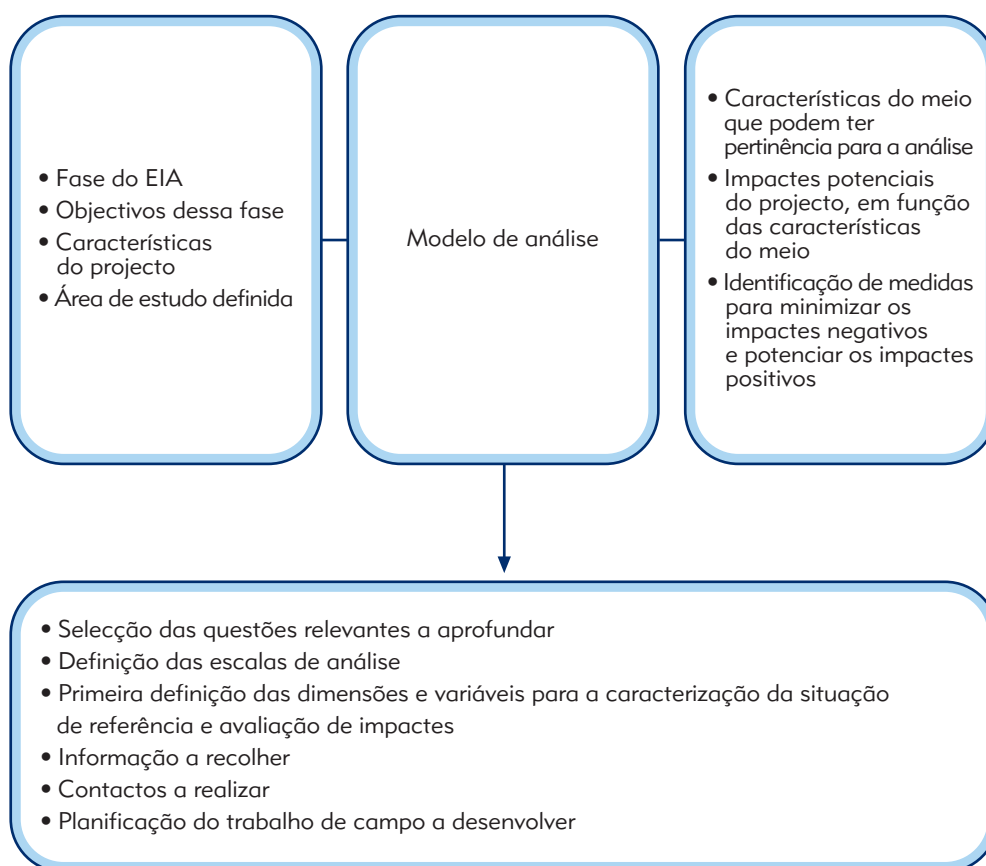 • Fase do EIA
• Objectivos dessa fase
• Características
do projecto
• Área de estudo definida
Modelo de análise
• Características do meio
que podem ter
pertinência para a análise
• Impactes potenciais
do projecto, em função
das características
do meio
• Identificação de medidas
para minimizar os
impactes negativos
e potenciar os impactes
positivos
• Selecção das questões relevantes a aprofundar
• Definição das escalas de análise
• Primeira definição das dimensões e variáveis para a caracterização da situação
de referência e avaliação de impactes
• Informação a recolher
• Contactos a realizar
• Planificação do trabalho de campo a desenvolver